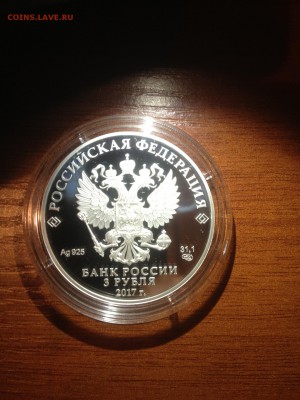 COINS.LAVE.RU
РОССИЙСКАЯ ФЕДЕРАЦИЯ
Ag 925 31,1
БАНК РОССИИ
3 РУБЛЯ
2017 г.